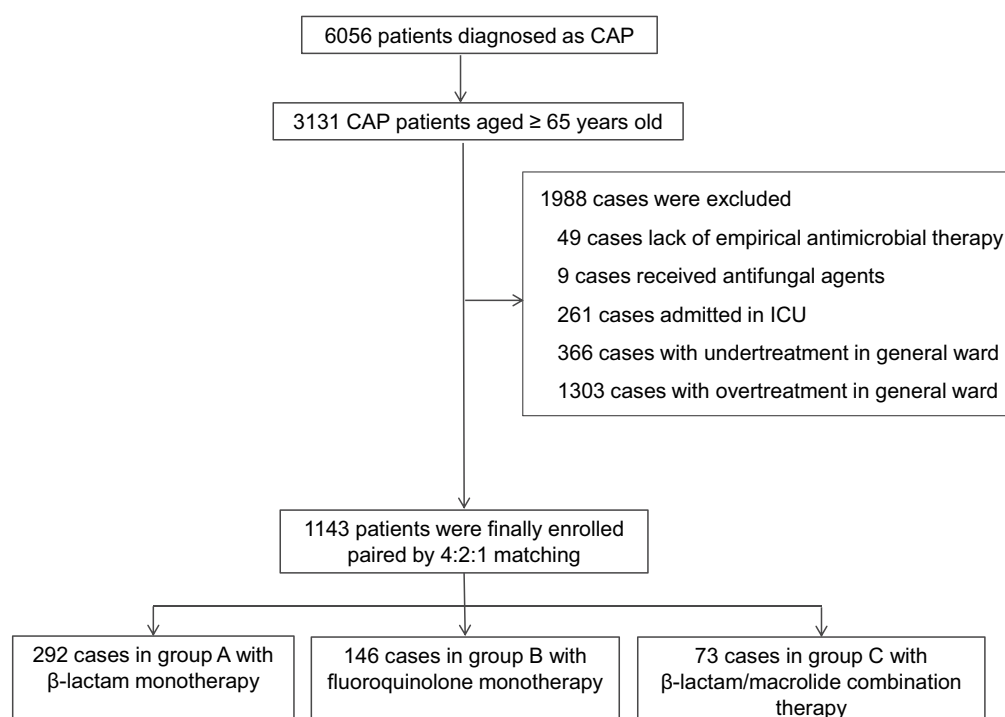 6056 patients diagnosed as CAP
3131 CAP patients aged ≥ 65 years old
1988 cases were excluded
49 cases lack of empirical antimicrobial therapy
9 cases received antifungal agents
261 cases admitted in ICU
366 cases with undertreatment in general ward
1303 cases with overtreatment in general ward
1143 patients were finally enrolled
paired by 4:2:1 matching
292 cases in group A with
β-lactam monotherapy
146 cases in group B with
fluoroquinolone monotherapy
73 cases in group C with
β-lactam/macrolide combination
therapy